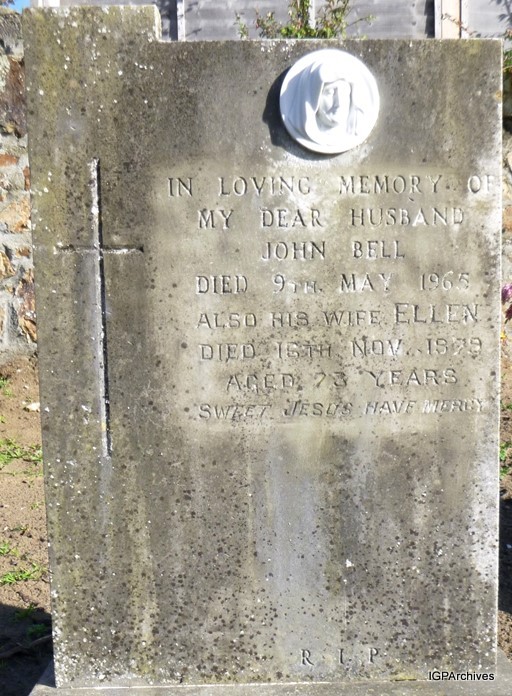 IN LOVING MEMORY OF
MY DEAR HUSBAND
JOHN BELL
DIED 9TH MAY 1965
ALSO HIS WIFE ELLEN
DIED 16TH NOV. 1979
AGED 73 YEARS
SWEET JESUS HAVE MERCY
R I P
IGPArchives